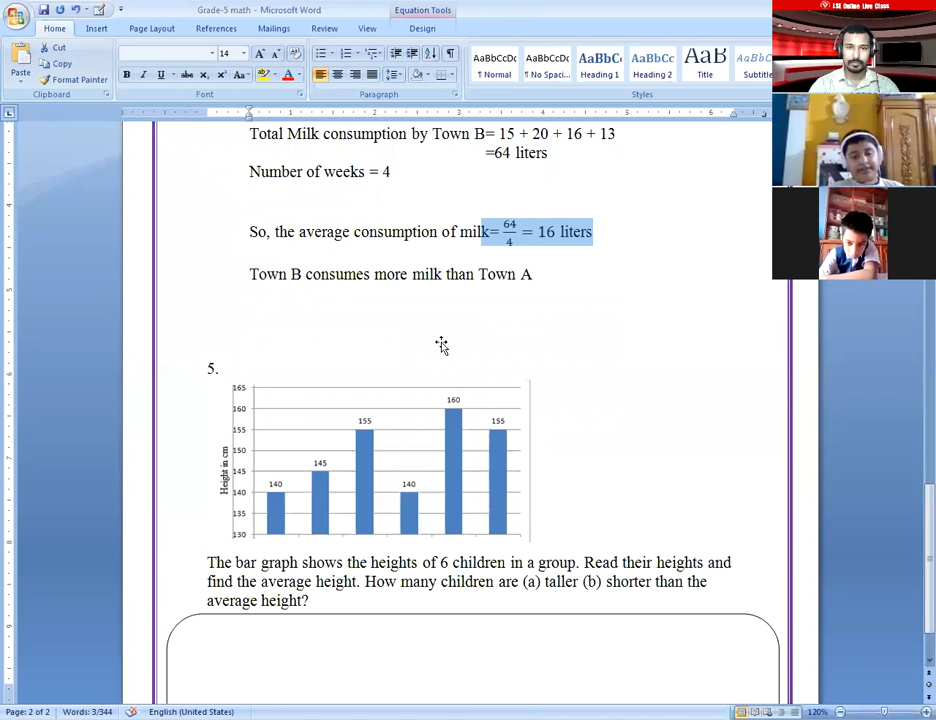 Grade-5 math - Microsoft Word
Equation Tools
LSE Online Live Class
Home Insert Page Layout References Mailings Review View Design
Cut
Copy
Format Painter
Paste
14
AaBbCcDc AaBbCcDc AaBbCc AaBbCc AaB AaBbCc
¶ Normal ¶ No Spaci... Heading 1 Heading 2 Title Subtitle
Clipboard Font Paragraph Styles
Total Milk consumption by Town B= 15 + 20 + 16 + 13
=64 liters
Number of weeks = 4
So, the average consumption of milk= 64/4 = 16 liters
Town B consumes more milk than Town A
5.
165
160
155
150
145
140
135
130
Height in cm
140 145 155 140 160 155
The bar graph shows the heights of 6 children in a group. Read their heights and
find the average height. How many children are (a) taller (b) shorter than the
average height?
Page: 2 of 2 Words: 3/344 English (United States) 120%